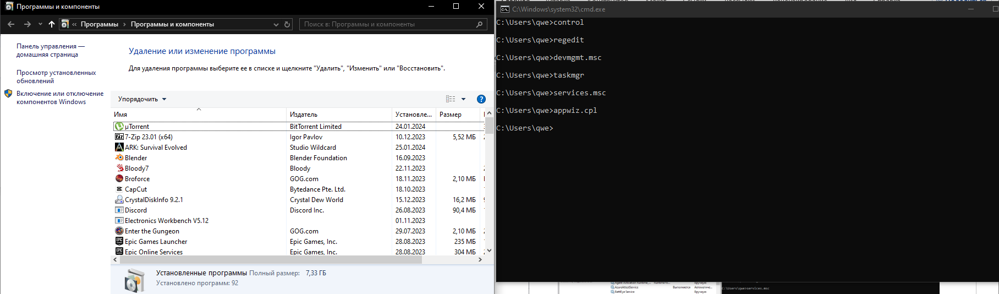 Программы и компоненты
« Программы › Программы и компоненты
Поиск в: Программы и компоненты
Панель управления —
домашняя страница
Просмотр установленных
обновлений
Включение или отключение
компонентов Windows
Удаление или изменение программы
Для удаления программы выберите ее в списке и щелкните "Удалить", "Изменить" или "Восстановить".
Упорядочить
Имя Издатель Установле... Размер
µTorrent BitTorrent Limited 24.01.2024
7-Zip 23.01 (x64) Igor Pavlov 10.12.2023 5,52 МБ
ARK: Survival Evolved Studio Wildcard 25.01.2024
Blender Blender Foundation 16.09.2023
Bloody7 Bloody 22.11.2023
Broforce GOG.com 18.11.2023 2,10 МБ
CapCut Bytedance Pte. Ltd. 18.10.2023
CrystalDiskInfo 9.2.1 Crystal Dew World 15.12.2023 16,2 МБ
Discord Discord Inc. 26.08.2023 90,4 МБ
Electronics Workbench V5.12 01.11.2023
Enter the Gungeon GOG.com 29.07.2023 2,10 МБ
Epic Games Launcher Epic Games, Inc. 28.08.2023 235 МБ
Epic Online Services Epic Games, Inc. 28.08.2023 304 МБ
Установленные программы Полный размер: 7,33 ГБ
Установлено программ: 92
C:\Windows\system32\cmd.exe
C:\Users\qwe>control
C:\Users\qwe>regedit
C:\Users\qwe>devmgmt.msc
C:\Users\qwe>taskmgr
C:\Users\qwe>services.msc
C:\Users\qwe>appwiz.cpl
C:\Users\qwe>
AzureAttestService Выполняется Автоматиче...
BattlEye Service Вручную
C:\Users\qwe>services.msc